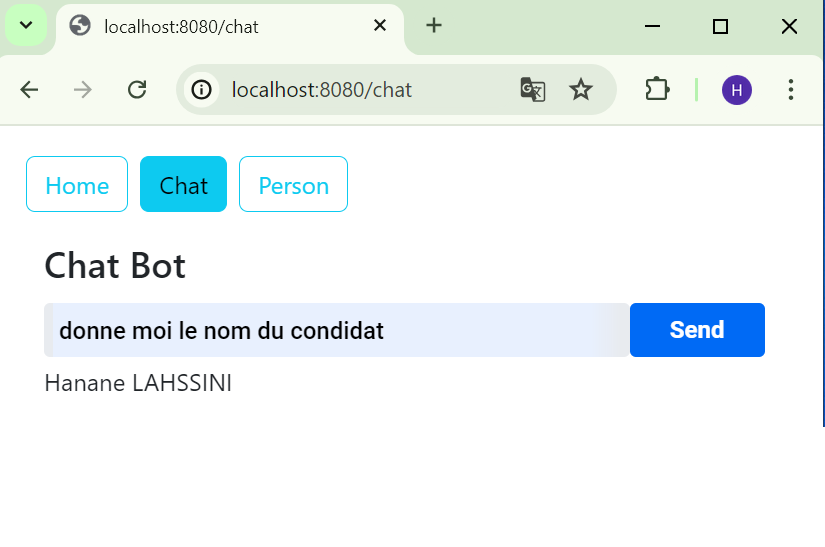 localhost:8080/chat
localhost:8080/chat
H
Home
Chat
Person
Chat Bot
donne moi le nom du condidat
Send
Hanane LAHSSINI